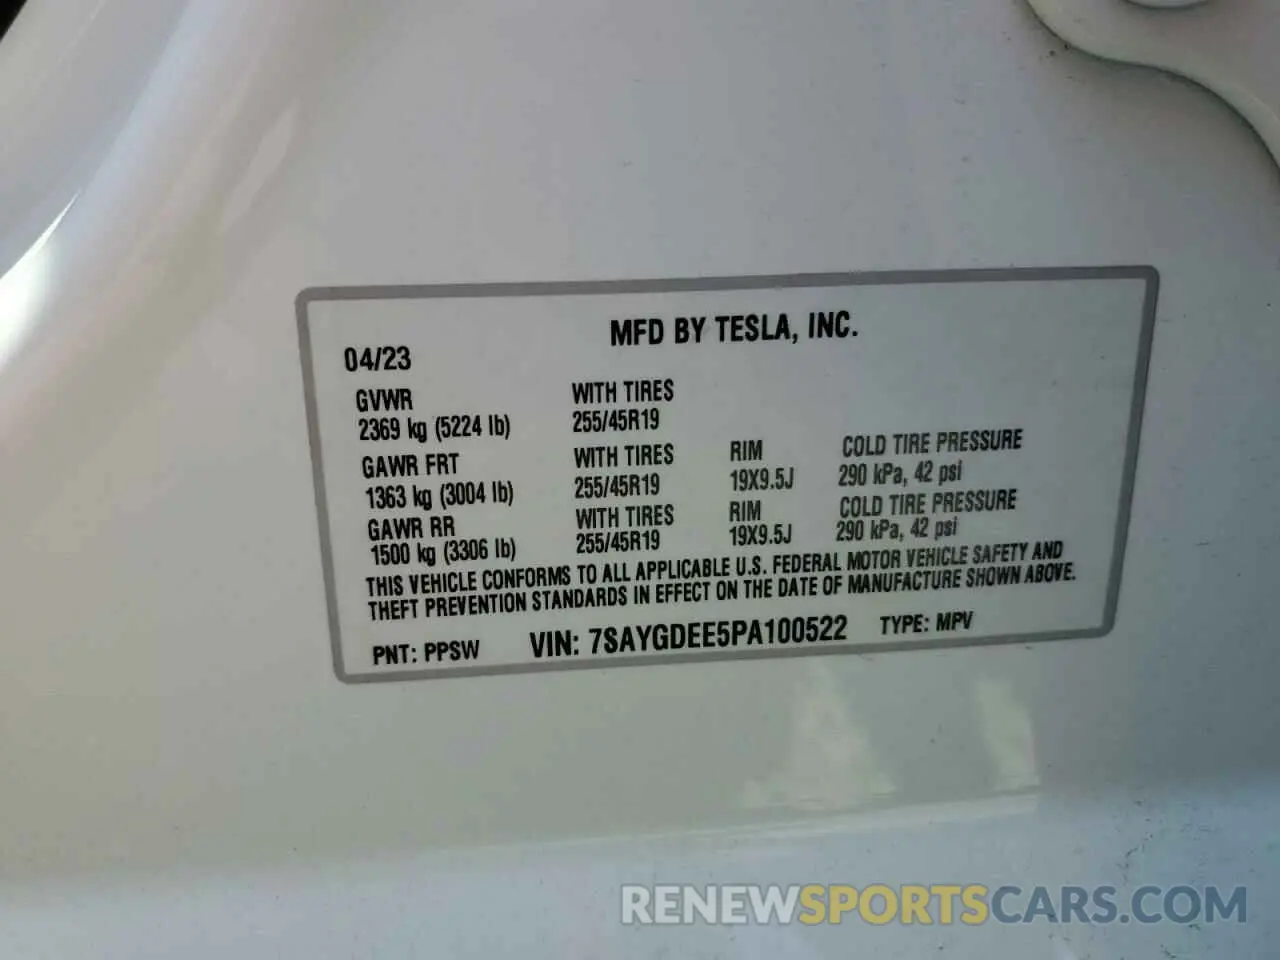 MFD BY TESLA, INC.
04/23
GVWR WITH TIRES
2369 kg (5224 lb) 255/45R19
GAWR FRT WITH TIRES RIM COLD TIRE PRESSURE
1363 kg (3004 lb) 255/45R19 19X9.5J 290 kPa, 42 psi
GAWR RR WITH TIRES RIM COLD TIRE PRESSURE
1500 kg (3306 lb) 255/45R19 19X9.5J 290 kPa, 42 psi
THIS VEHICLE CONFORMS TO ALL APPLICABLE U.S. FEDERAL MOTOR VEHICLE SAFETY AND
THEFT PREVENTION STANDARDS IN EFFECT ON THE DATE OF MANUFACTURE SHOWN ABOVE.
PNT: PPSW VIN: 7SAYGDEE5PA100522 TYPE: MPV
RENEWSPORTSCARS.COM